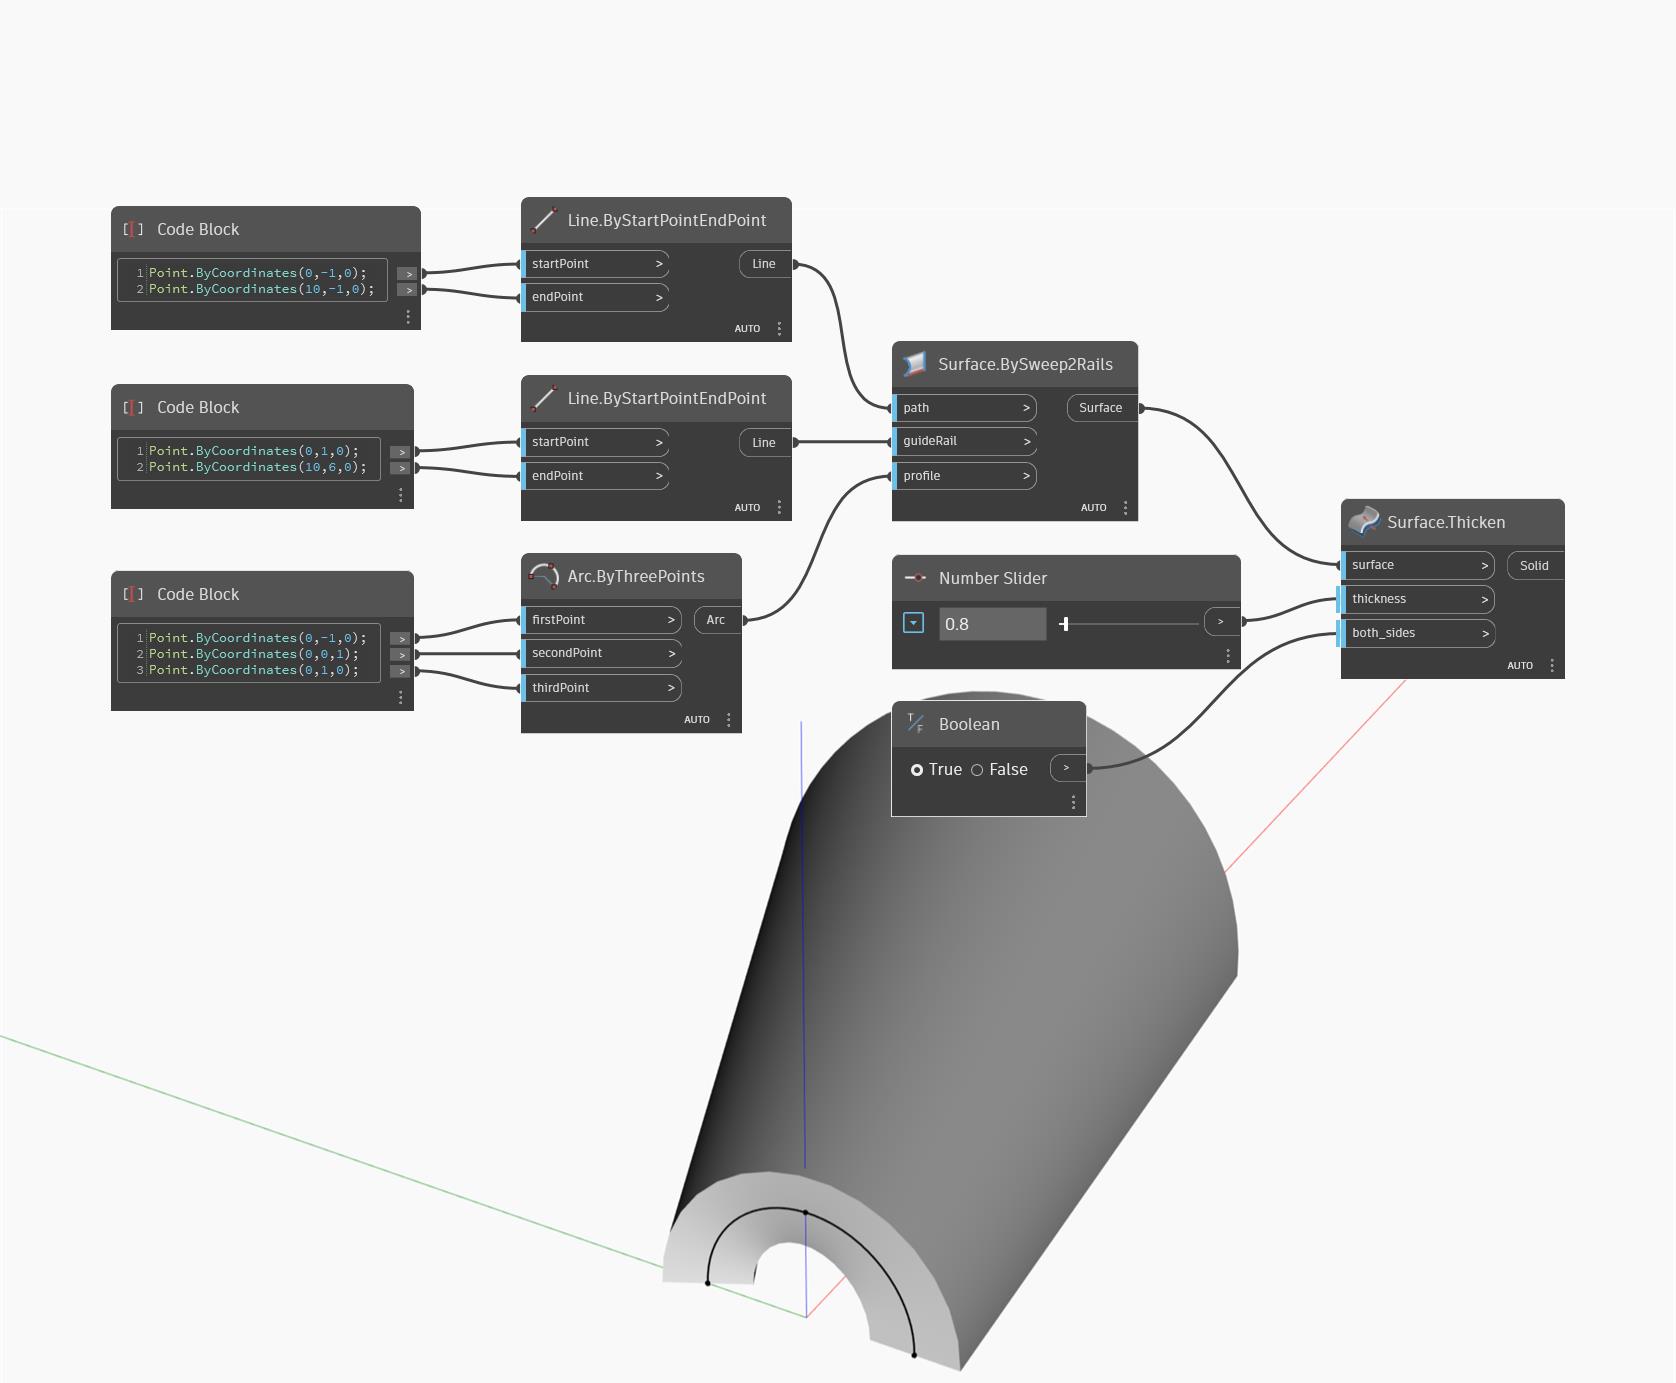 Code Block
1 Point.ByCoordinates(0,-1,0); >
2 Point.ByCoordinates(10,-1,0); >
Line.ByStartPointEndPoint
startPoint > Line
endPoint >
AUTO
Code Block
1 Point.ByCoordinates(0,1,0); >
2 Point.ByCoordinates(10,6,0); >
Line.ByStartPointEndPoint
startPoint > Line
endPoint >
AUTO
Code Block
1 Point.ByCoordinates(0,-1,0); >
2 Point.ByCoordinates(0,0,1); >
3 Point.ByCoordinates(0,1,0); >
Arc.ByThreePoints
firstPoint > Arc
secondPoint >
thirdPoint >
AUTO
Surface.BySweep2Rails
path > Surface
guideRail >
profile >
AUTO
Number Slider
0.8 >
T/F Boolean
True False >
Surface.Thicken
surface > Solid
thickness >
both_sides >
AUTO